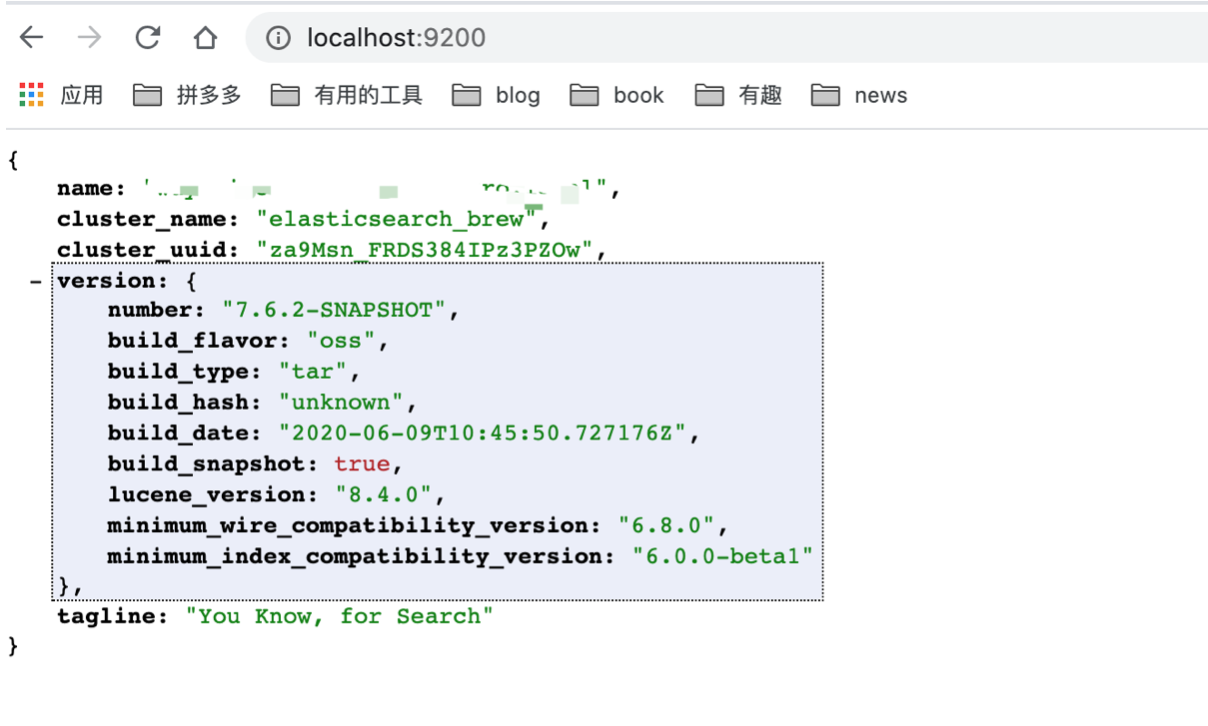 localhost:9200
应用 拼多多 有用的工具 blog book 有趣 news
{
name:
cluster_name: "elasticsearch_brew",
cluster_uuid: "za9Msn_FRDS384IPz3PZOw",
- version: {
number: "7.6.2-SNAPSHOT",
build_flavor: "oss",
build_type: "tar",
build_hash: "unknown",
build_date: "2020-06-09T10:45:50.727176Z",
build_snapshot: true,
lucene_version: "8.4.0",
minimum_wire_compatibility_version: "6.8.0",
minimum_index_compatibility_version: "6.0.0-beta1"
},
tagline: "You Know, for Search"
}